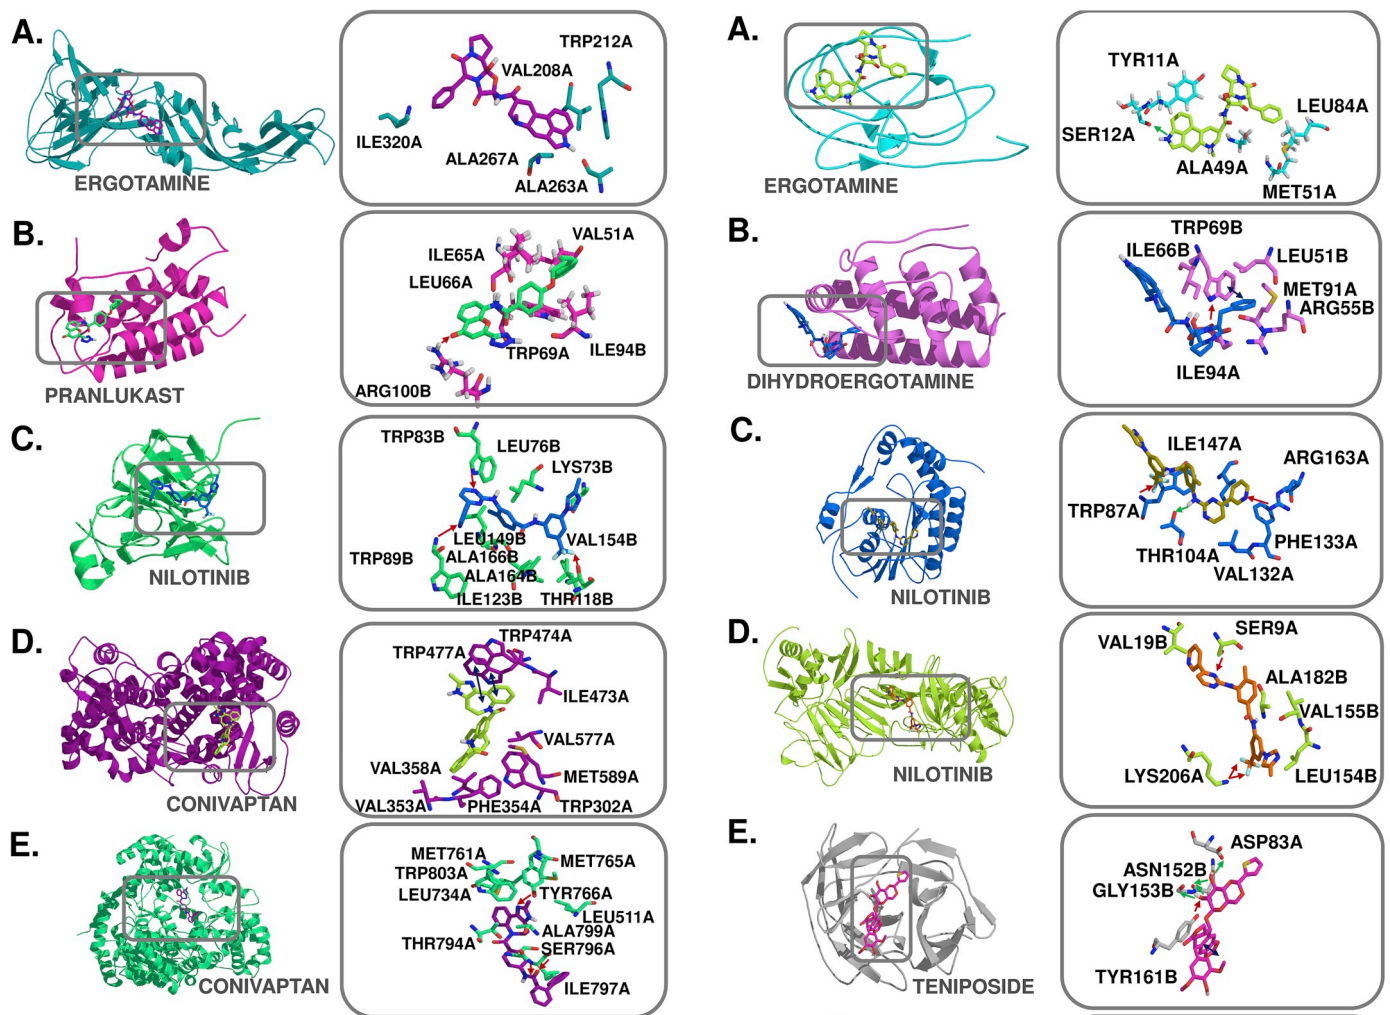 A.
ERGOTAMINE
TRP212A
VAL208A
ILE320A
ALA267A
ALA263A
B.
PRANLUKAST
VAL51A
ILE65A
LEU66A
TRP69A
ILE94B
ARG100B
C.
NILOTINIB
TRP83B
LEU76B
LYS73B
LEU149B
VAL154B
TRP89B
ALA166B
ALA164B
ILE123B
THR118B
D.
CONIVAPTAN
TRP474A
TRP477A
ILE473A
VAL577A
VAL358A
MET589A
VAL353A
PHE354A
TRP302A
E.
CONIVAPTAN
MET761A
MET765A
TRP803A
LEU734A
TYR766A
LEU511A
ALA799A
THR794A
SER796A
ILE797A
A.
ERGOTAMINE
TYR11A
LEU84A
SER12A
ALA49A
MET51A
B.
DIHYDROERGOTAMINE
TRP69B
ILE66B
LEU51B
MET91A
ARG55B
ILE94A
C.
NILOTINIB
ILE147A
ARG163A
TRP87A
PHE133A
THR104A
VAL132A
D.
NILOTINIB
SER9A
VAL19B
ALA182B
VAL155B
LYS206A
LEU154B
E.
TENIPOSIDE
ASP83A
ASN152B
GLY153B
TYR161B